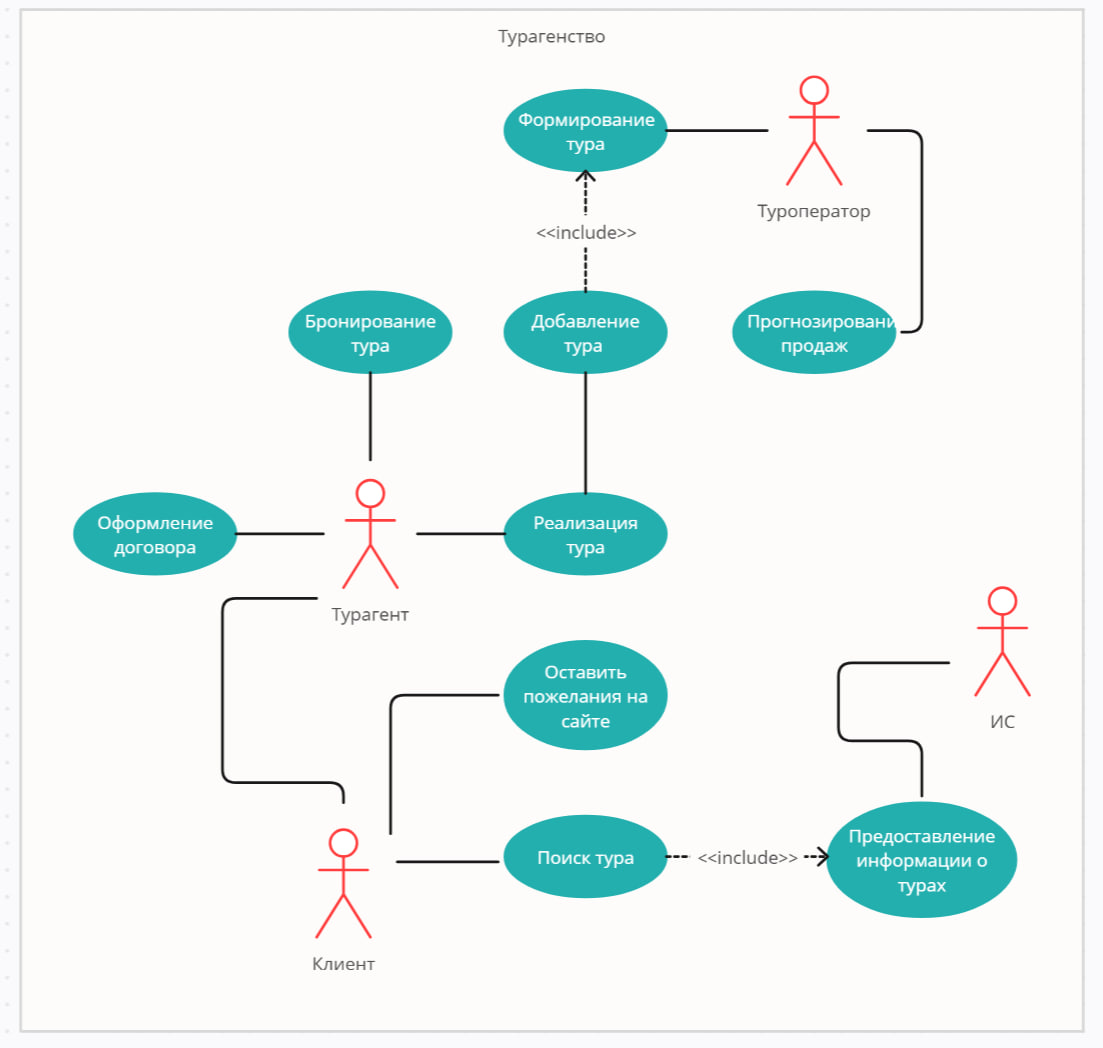 Турагенство
Формирование
тура
Туроператор
<<include>>
Бронирование
тура
Добавление
тура
Прогнозировани
продаж
Оформление
договора
Реализация
тура
Турагент
Оставить
пожелания на
сайте
ИС
Поиск тура
<<include>>
Предоставление
информации о
турах
Клиент